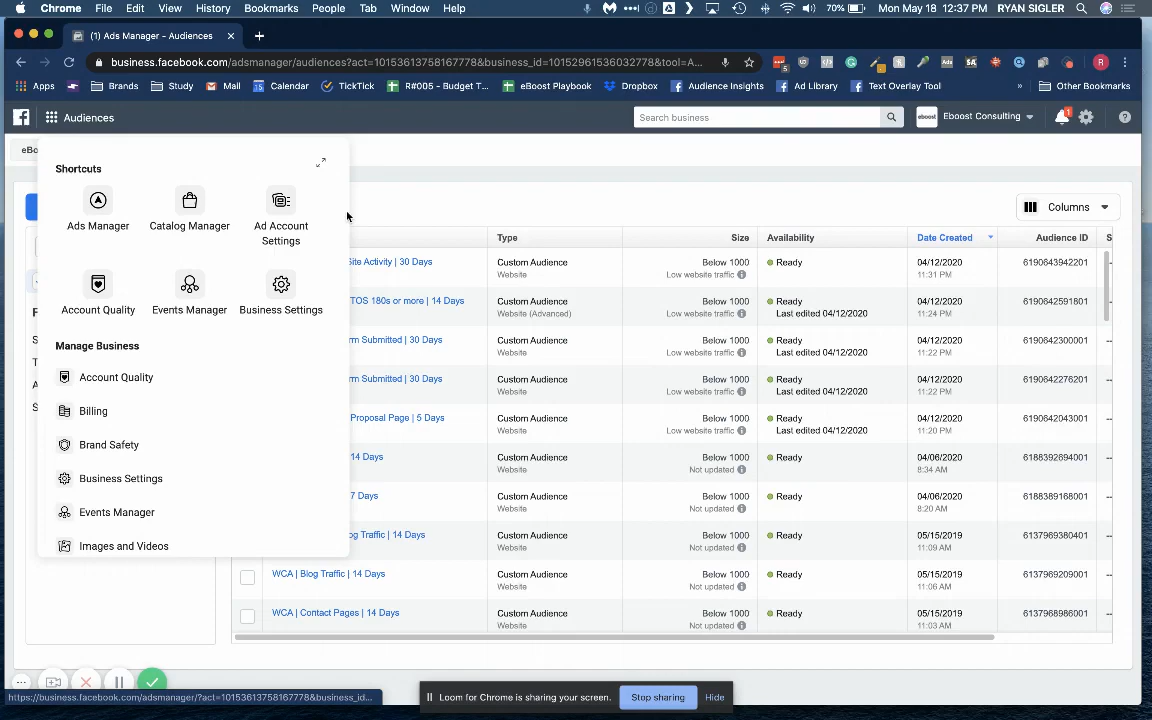 Chrome File Edit View History Bookmarks People Tab Window Help 70% Mon May 18 12:37 PM RYAN SIGLER
(1) Ads Manager - Audiences
business.facebook.com/adsmanager/audiences?act=10153613758167778&business_id=10152961536032778&tool=A...
Apps Brands Study Mail Calendar TickTick R#005 - Budget T... eBoost Playbook Dropbox Audience Insights Ad Library Text Overlay Tool » Other Bookmarks
Audiences Search business eboost Eboost Consulting 1
Shortcuts
Ads Manager Catalog Manager Ad Account Settings
Account Quality Events Manager Business Settings
Manage Business
Account Quality
Billing
Brand Safety
Business Settings
Events Manager
Images and Videos
Columns
Type Size Availability Date Created Audience ID S
Site Activity | 30 Days Custom Audience Below 1000 Ready 04/12/2020 6190643942201 --
Website Low website traffic 11:31 PM
TOS 180s or more | 14 Days Custom Audience Below 1000 Ready 04/12/2020 6190642591801 --
Website (Advanced) Low website traffic Last edited 04/12/2020 11:24 PM
rm Submitted | 30 Days Custom Audience Below 1000 Ready 04/12/2020 6190642300001 --
Website Low website traffic Last edited 04/12/2020 11:22 PM
rm Submitted | 30 Days Custom Audience Below 1000 Ready 04/12/2020 6190642276201 --
Website Low website traffic Last edited 04/12/2020 11:22 PM
Proposal Page | 5 Days Custom Audience Below 1000 Ready 04/12/2020 6190642043001 --
Website Low website traffic Last edited 04/12/2020 11:20 PM
14 Days Custom Audience Below 1000 Ready 04/06/2020 6188392694001 --
Website Not updated 8:34 AM
7 Days Custom Audience Below 1000 Ready 04/06/2020 6188389168001 --
Website Not updated 8:20 AM
og Traffic | 14 Days Custom Audience Below 1000 Ready 05/15/2019 6137969380401 --
Website Not updated 11:09 AM
WCA | Blog Traffic | 14 Days Custom Audience Below 1000 Ready 05/15/2019 6137969209001 --
Website Not updated 11:06 AM
WCA | Contact Pages | 14 Days Custom Audience Below 1000 Ready 05/15/2019 6137968986001 --
Website Not updated 11:03 AM
https://business.facebook.com/adsmanager/?act=10153613758167778&business_id...
Loom for Chrome is sharing your screen. Stop sharing Hide